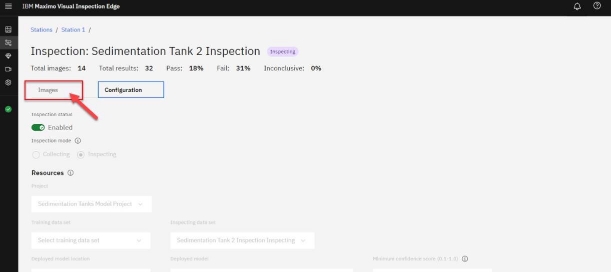 IBM Maximo Visual Inspection Edge
Stations / Station 1 /
Inspection: Sedimentation Tank 2 Inspection Inspecting
Total images: 14 Total results: 32 Pass: 18% Fail: 31% Inconclusive: 0%
Images Configuration
Inspection status
Enabled
Inspection mode
Collecting Inspecting
Resources
Project
Sedimentation Tanks Model Project
Training data set Inspecting data set
Select training data set Sedimentation Tank 2 Inspection Inspecting
Deployed model location Deployed model Minimum confidence score (0.1-1.0)